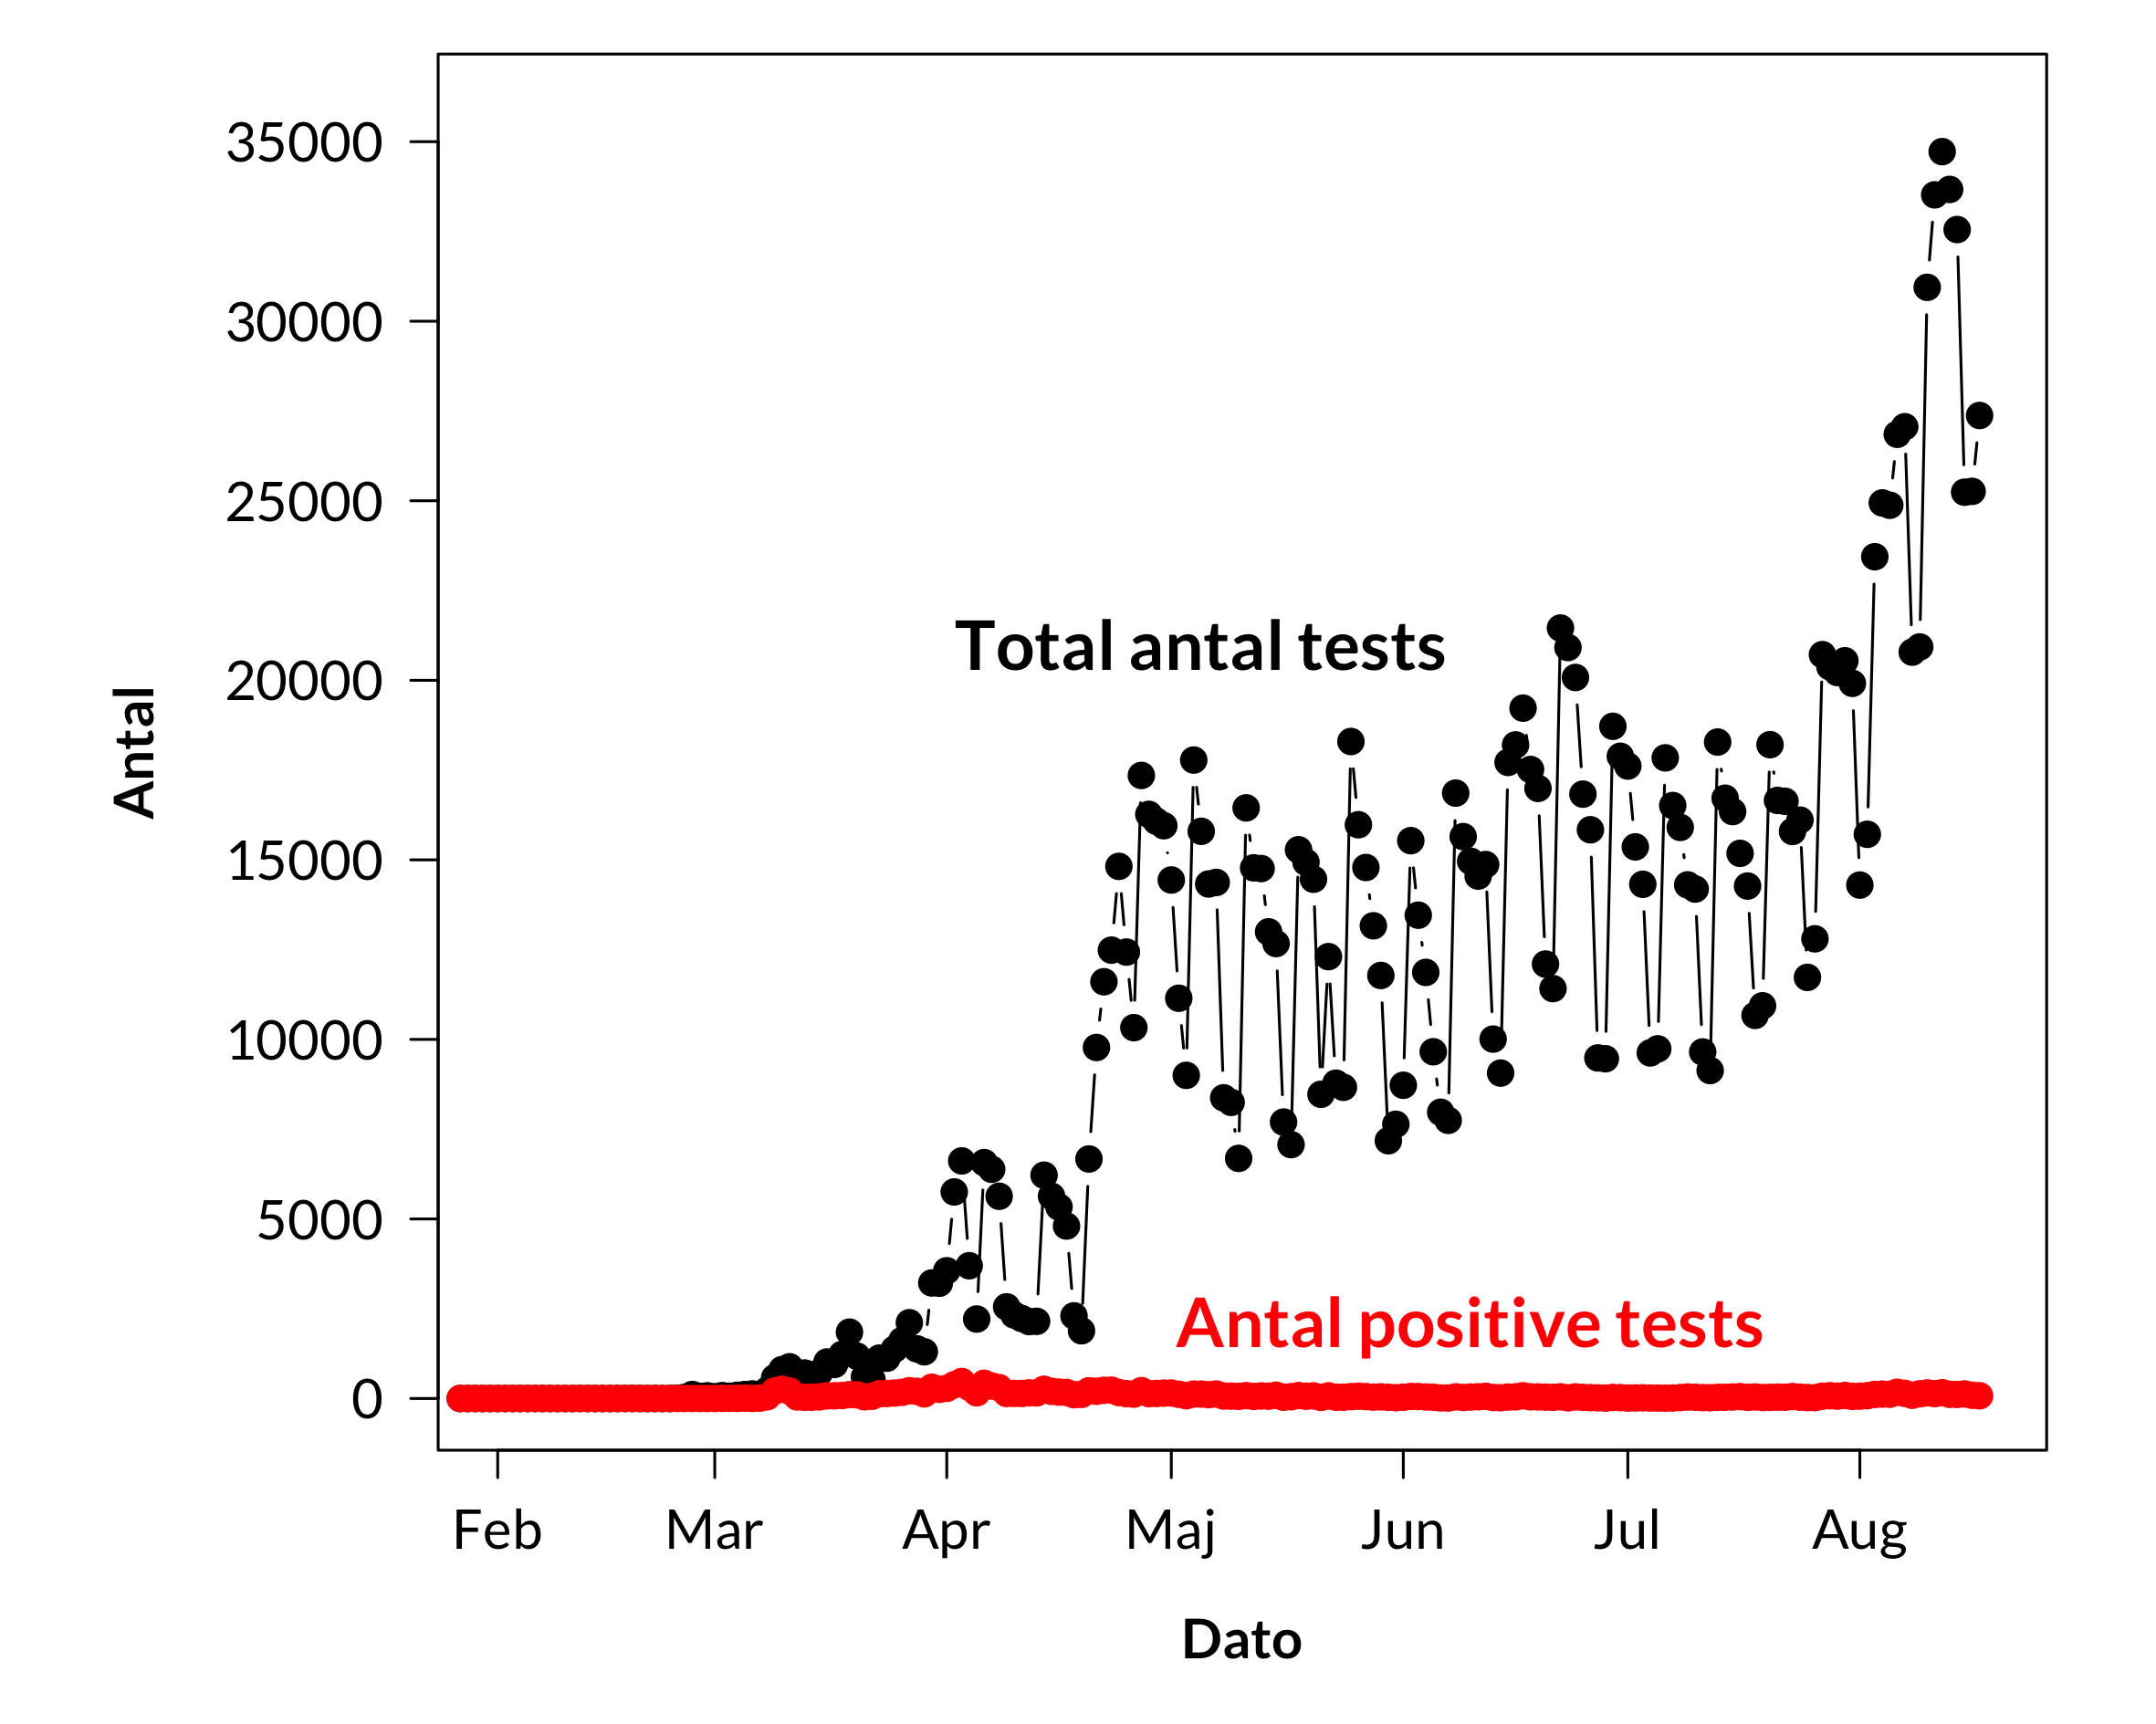 35000
30000
25000
20000
15000
10000
5000
0
Antal
Total antal tests
Antal positive tests
Feb Mar Apr Maj Jun Jul Aug
Dato